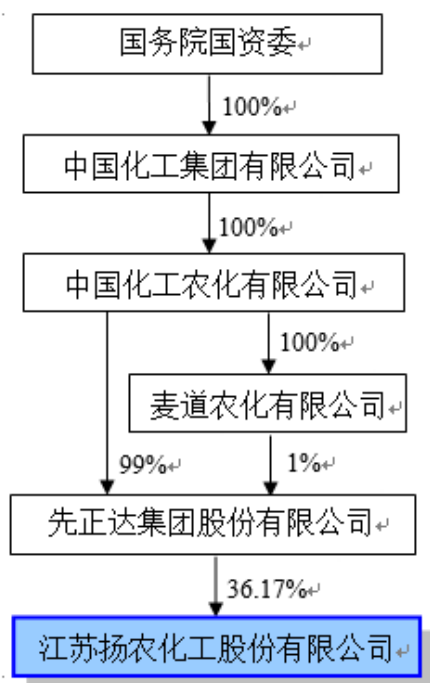 国务院国资委
100%
中国化工集团有限公司
100%
中国化工农化有限公司
100%
麦道农化有限公司
99%
1%
先正达集团股份有限公司
36.17%
江苏扬农化工股份有限公司